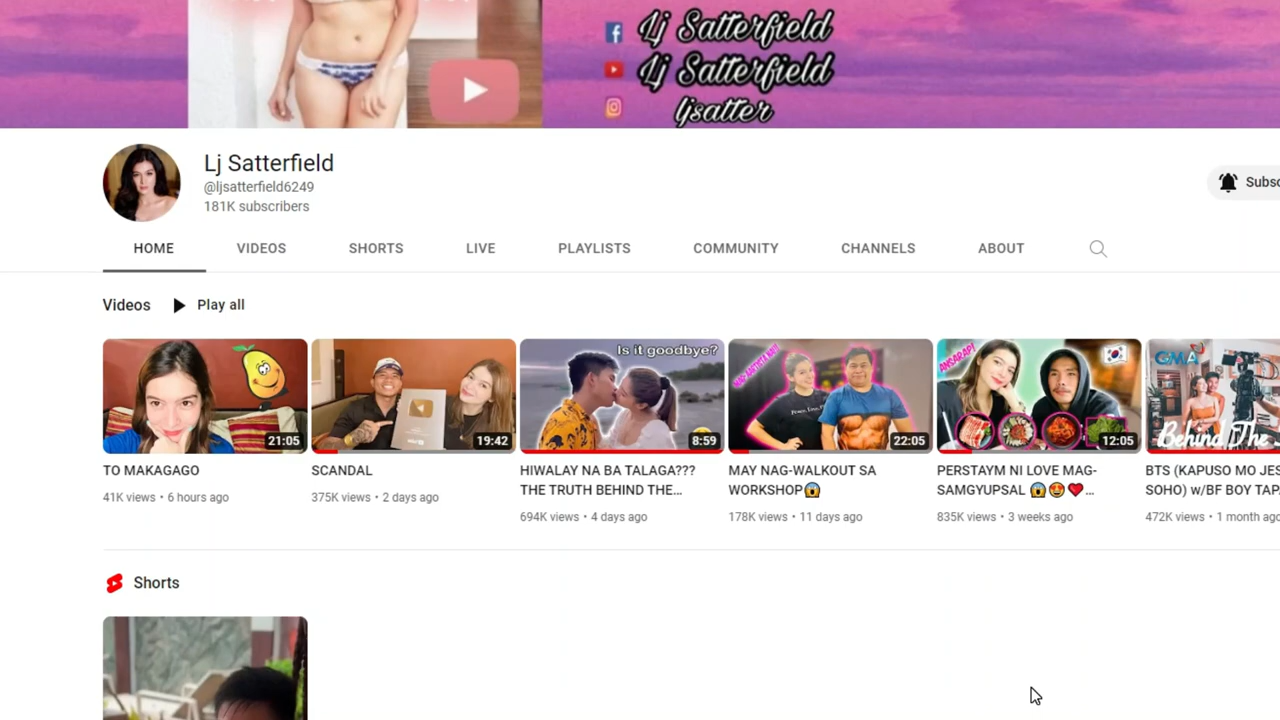 Lj Satterfield
Lj Satterfield
ljsatter
Lj Satterfield
@ljsatterfield6249
181K subscribers
HOME VIDEOS SHORTS LIVE PLAYLISTS COMMUNITY CHANNELS ABOUT
Videos Play all
Is it goodbye?
ANSARAP!
GMA
Behind The
21:05 19:42 8:59 22:05 12:05
TO MAKAGAGO
41K views • 6 hours ago
SCANDAL
375K views • 2 days ago
HIWALAY NA BA TALAGA???
THE TRUTH BEHIND THE...
694K views • 4 days ago
MAY NAG-WALKOUT SA
WORKSHOP😱
178K views • 11 days ago
PERSTAYM NI LOVE MAG-
SAMGYUPSAL 😱🤩❤️...
835K views • 3 weeks ago
BTS (KAPUSO MO JES
SOHO) w/BF BOY TAP
472K views • 1 month ago
Shorts